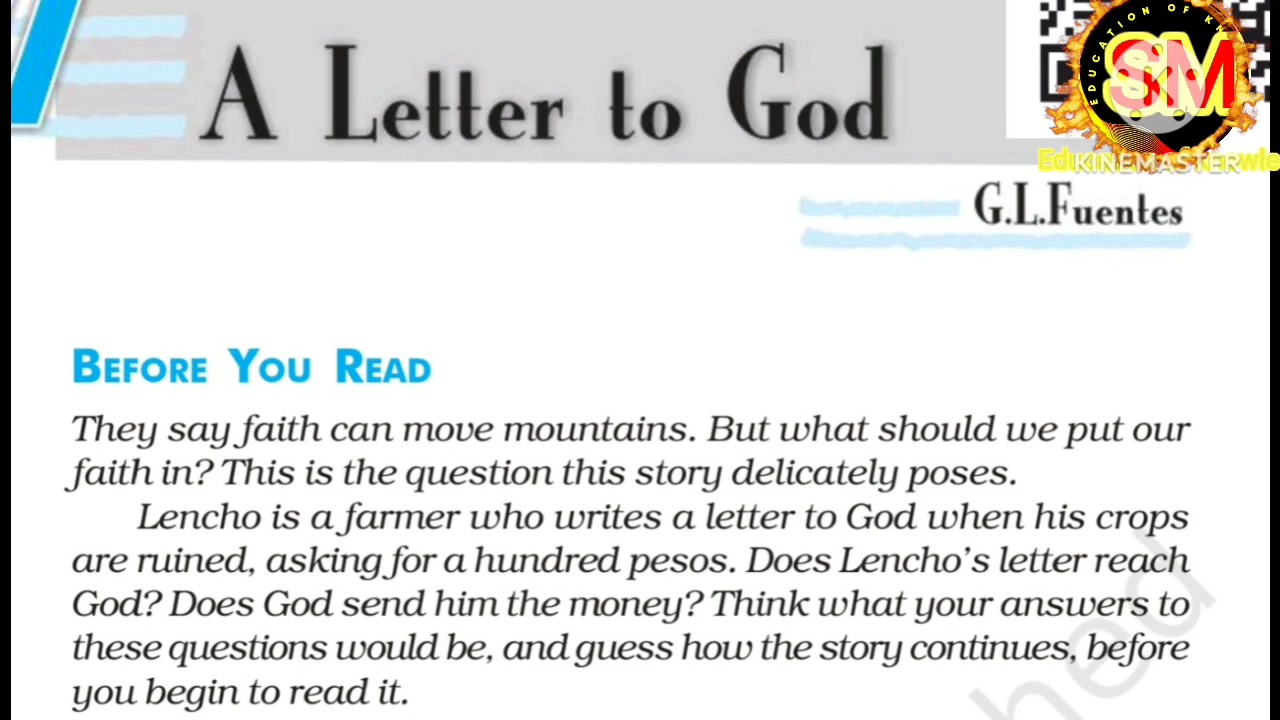 A Letter to God
EDUCATION OF KN
SM
KINEMASTER
G.L.Fuentes
BEFORE YOU READ
They say faith can move mountains. But what should we put our
faith in? This is the question this story delicately poses.
Lencho is a farmer who writes a letter to God when his crops
are ruined, asking for a hundred pesos. Does Lencho's letter reach
God? Does God send him the money? Think what your answers to
these questions would be, and guess how the story continues, before
you begin to read it.